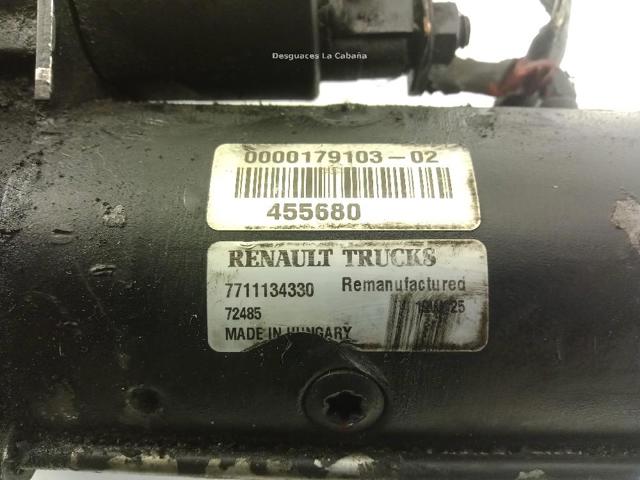 Desguaces La Cabaña
0000179103-02
455680
RENAULT TRUCKS
7711134330 Remanufactured
72485
MADE IN HUNGARY